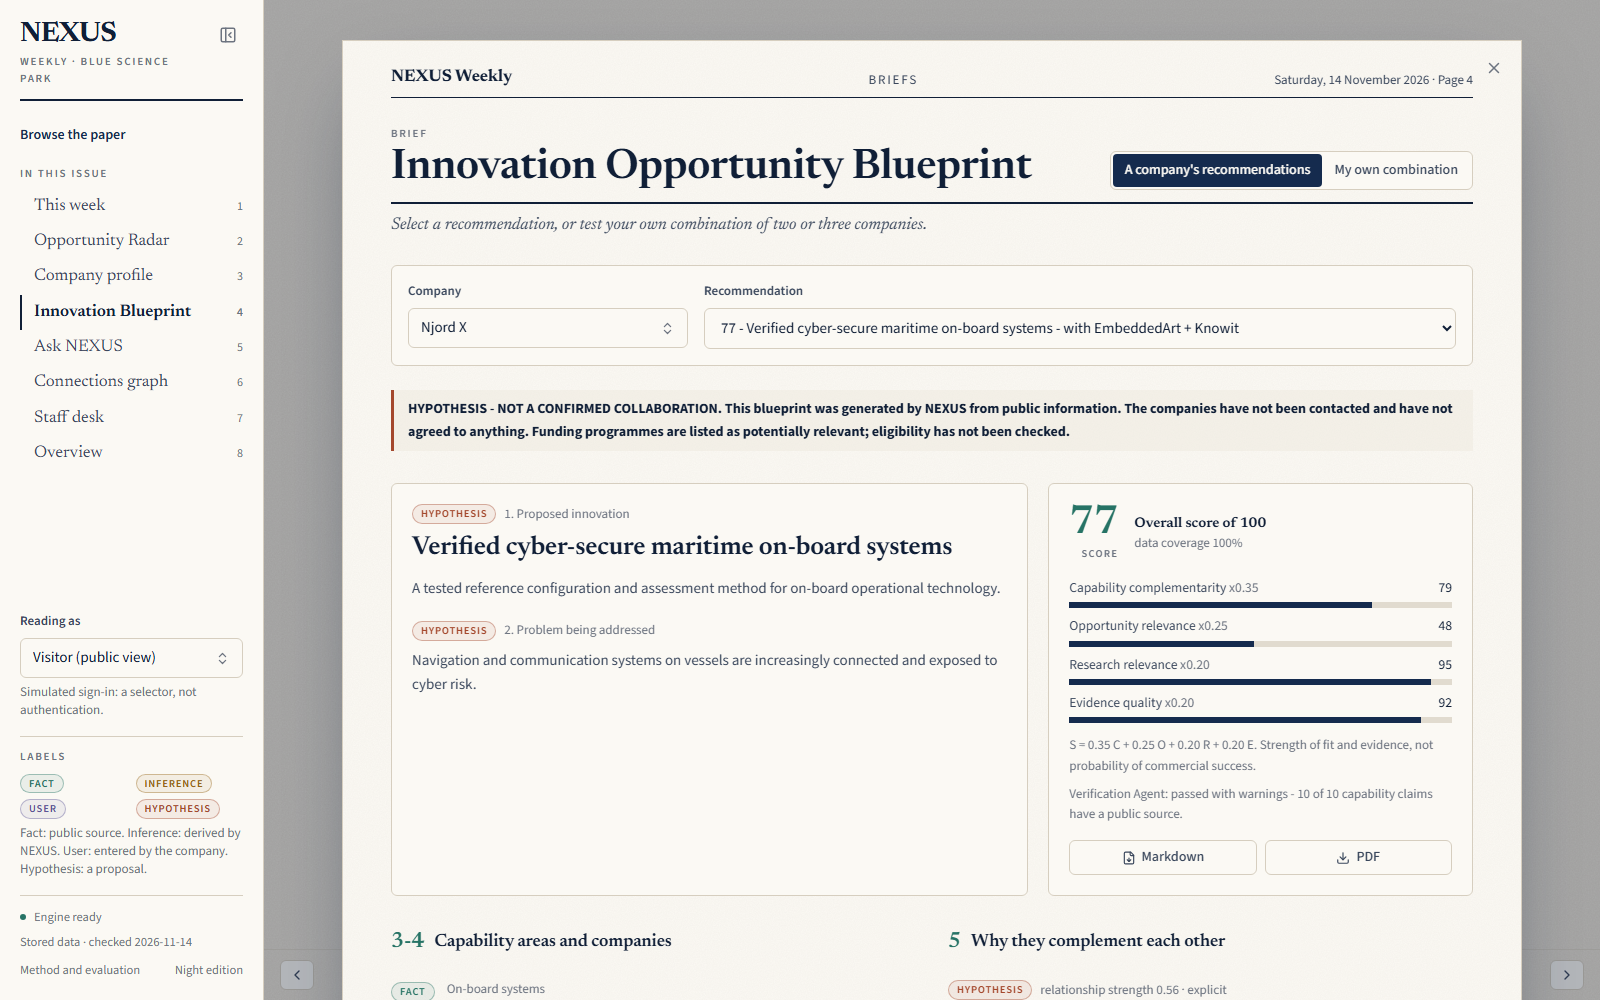 NEXUS
WEEKLY · BLUE SCIENCE
PARK
Browse the paper
IN THIS ISSUE
This week 1
Opportunity Radar 2
Company profile 3
Innovation Blueprint 4
Ask NEXUS 5
Connections graph 6
Staff desk 7
Overview 8
Reading as
Visitor (public view)
Simulated sign-in: a selector, not
authentication.
LABELS
FACT INFERENCE
USER HYPOTHESIS
Fact: public source. Inference: derived by
NEXUS. User: entered by the company.
Hypothesis: a proposal.
Engine ready
Stored data · checked 2026-11-14
Method and evaluation Night edition
NEXUS Weekly BRIEFS Saturday, 14 November 2026 · Page 4
BRIEF
Innovation Opportunity Blueprint
A company's recommendations My own combination
Select a recommendation, or test your own combination of two or three companies.
Company Recommendation
Njord X 77 - Verified cyber-secure maritime on-board systems - with EmbeddedArt + Knowit
HYPOTHESIS - NOT A CONFIRMED COLLABORATION. This blueprint was generated by NEXUS from public information. The companies have not been contacted and have not
agreed to anything. Funding programmes are listed as potentially relevant; eligibility has not been checked.
HYPOTHESIS 1. Proposed innovation
Verified cyber-secure maritime on-board systems
A tested reference configuration and assessment method for on-board operational technology.
HYPOTHESIS 2. Problem being addressed
Navigation and communication systems on vessels are increasingly connected and exposed to
cyber risk.
77 Overall score of 100
SCORE data coverage 100%
Capability complementarity x0.35 79
Opportunity relevance x0.25 48
Research relevance x0.20 95
Evidence quality x0.20 92
S = 0.35 C + 0.25 O + 0.20 R + 0.20 E. Strength of fit and evidence, not
probability of commercial success.
Verification Agent: passed with warnings - 10 of 10 capability claims
have a public source.
Markdown PDF
3-4 Capability areas and companies
FACT On-board systems
5 Why they complement each other
HYPOTHESIS relationship strength 0.56 · explicit